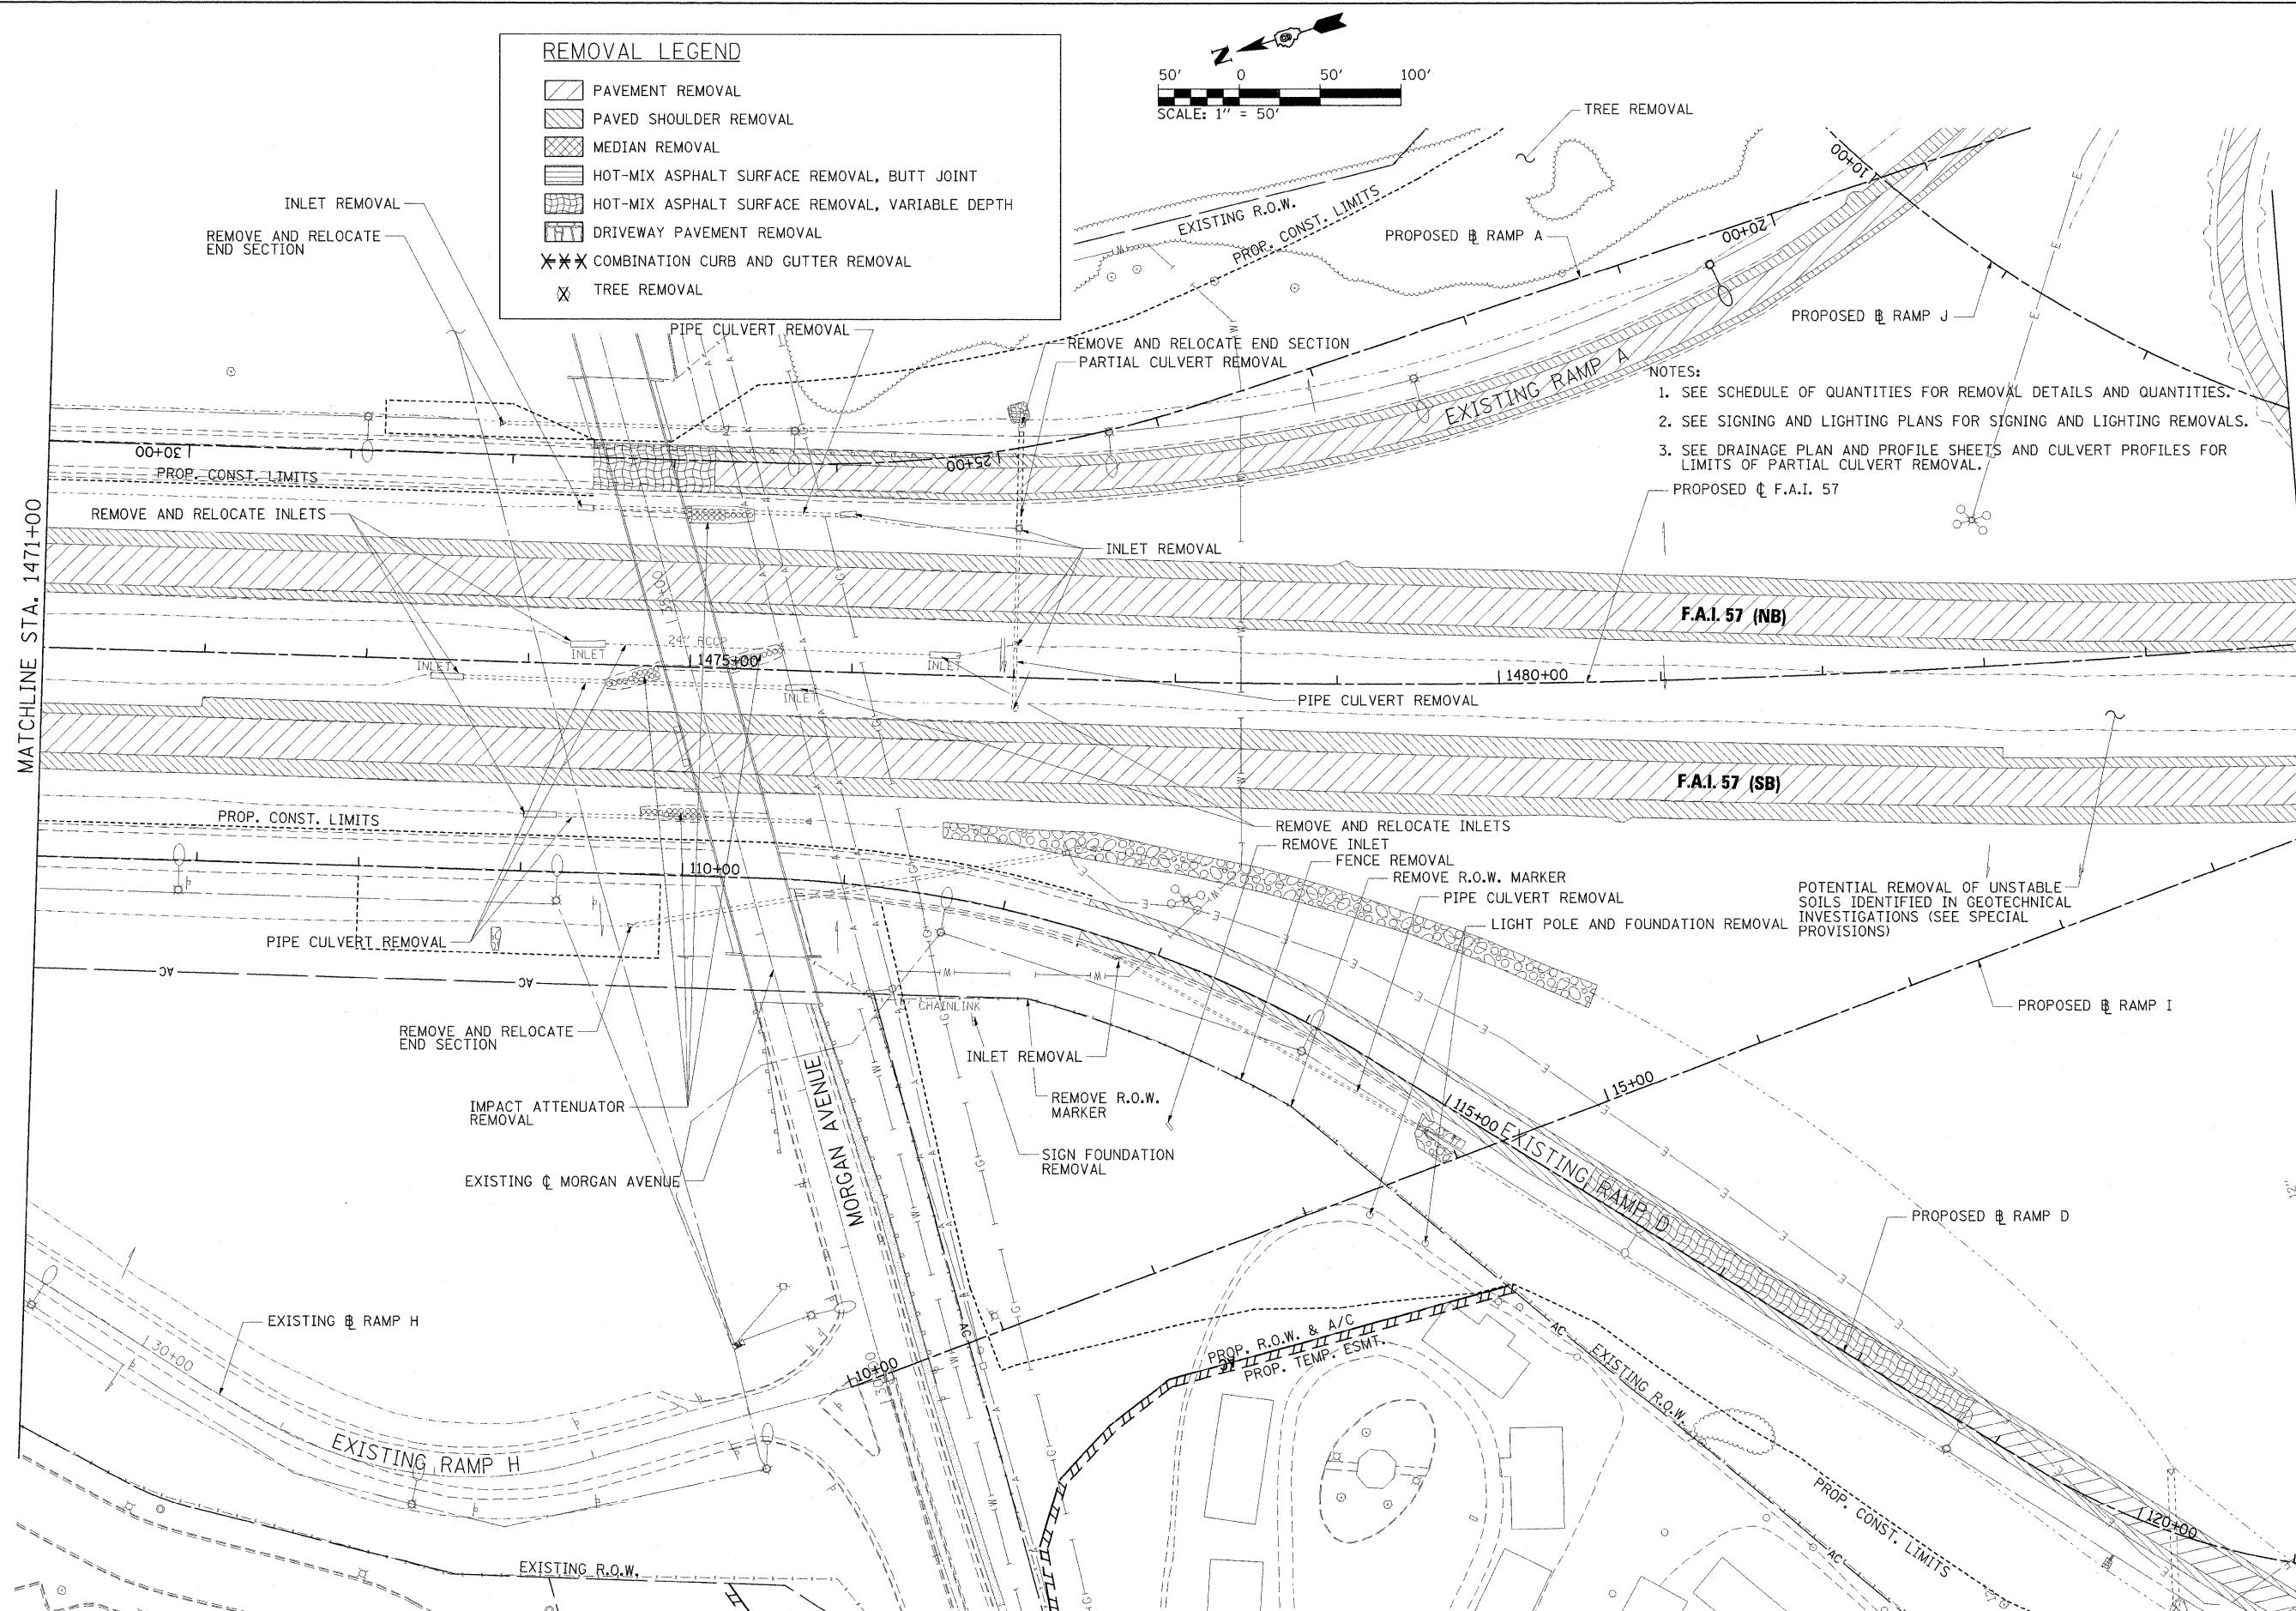 REMOVAL LEGEND
PAVEMENT REMOVAL
PAVED SHOULDER REMOVAL
MEDIAN REMOVAL
HOT-MIX ASPHALT SURFACE REMOVAL, BUTT JOINT
HOT-MIX ASPHALT SURFACE REMOVAL, VARIABLE DEPTH
DRIVEWAY PAVEMENT REMOVAL
COMBINATION CURB AND GUTTER REMOVAL
TREE REMOVAL
N
50' 0 50' 100'
SCALE: 1" = 50'
TREE REMOVAL
10+00
INLET REMOVAL
REMOVE AND RELOCATE
END SECTION
EXISTING R.O.W.
PROP. CONST. LIMITS
PROPOSED ℄ RAMP A
20+00
PROPOSED ℄ RAMP J
PIPE CULVERT REMOVAL
REMOVE AND RELOCATE END SECTION
PARTIAL CULVERT REMOVAL
EXISTING RAMP A
NOTES:
1. SEE SCHEDULE OF QUANTITIES FOR REMOVAL DETAILS AND QUANTITIES.
2. SEE SIGNING AND LIGHTING PLANS FOR SIGNING AND LIGHTING REMOVALS.
3. SEE DRAINAGE PLAN AND PROFILE SHEETS AND CULVERT PROFILES FOR
LIMITS OF PARTIAL CULVERT REMOVAL.
30+00
25+00
PROP. CONST. LIMITS
PROPOSED ℄ F.A.I. 57
REMOVE AND RELOCATE INLETS
INLET REMOVAL
MATCHLINE STA. 1471+00
35+00
F.A.I. 57 (NB)
24" RCCP
INLET
1475+00
INLET
INLET
INLET
1480+00
PIPE CULVERT REMOVAL
F.A.I. 57 (SB)
PROP. CONST. LIMITS
REMOVE AND RELOCATE INLETS
REMOVE INLET
FENCE REMOVAL
REMOVE R.O.W. MARKER
PIPE CULVERT REMOVAL
LIGHT POLE AND FOUNDATION REMOVAL
POTENTIAL REMOVAL OF UNSTABLE
SOILS IDENTIFIED IN GEOTECHNICAL
INVESTIGATIONS (SEE SPECIAL
PROVISIONS)
110+00
PIPE CULVERT REMOVAL
AC
AC
CHAINLINK
PROPOSED ℄ RAMP I
REMOVE AND RELOCATE
END SECTION
INLET REMOVAL
MORGAN AVENUE
REMOVE R.O.W.
MARKER
IMPACT ATTENUATOR
REMOVAL
15+00
115+00
EXISTING RAMP D
SIGN FOUNDATION
REMOVAL
EXISTING ℄ MORGAN AVENUE
12"
PROPOSED ℄ RAMP D
EXISTING ℄ RAMP H
30+00
AC
10+00
30+00
PROP. R.O.W. & A/C
PROP. TEMP. ESMT.
AC
EXISTING R.O.W.
EXISTING RAMP H
PROP. CONST. LIMITS
120+00
AC
EXISTING R.O.W.